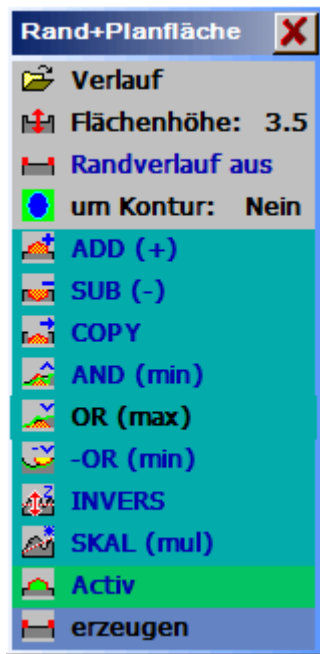 Rand+Planfläche
Verlauf
Flächenhöhe: 3.5
Randverlauf aus
um Kontur: Nein
ADD (+)
SUB (-)
COPY
AND (min)
OR (max)
-OR (min)
INVERS
SKAL (mul)
Activ
erzeugen